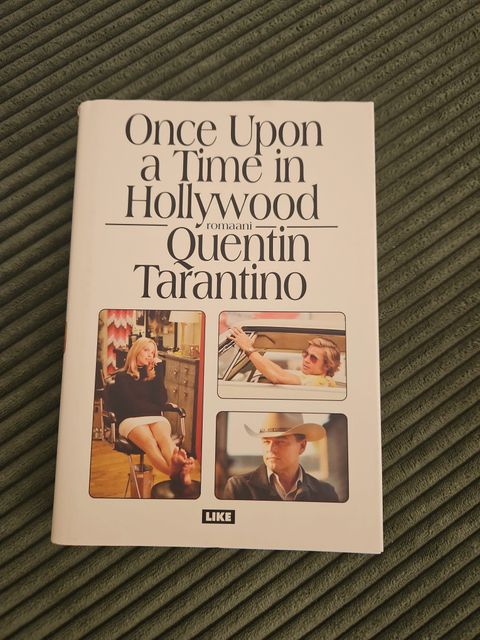 Once Upon
a Time in
Hollywood
romaani
Quentin
Tarantino
LIKE